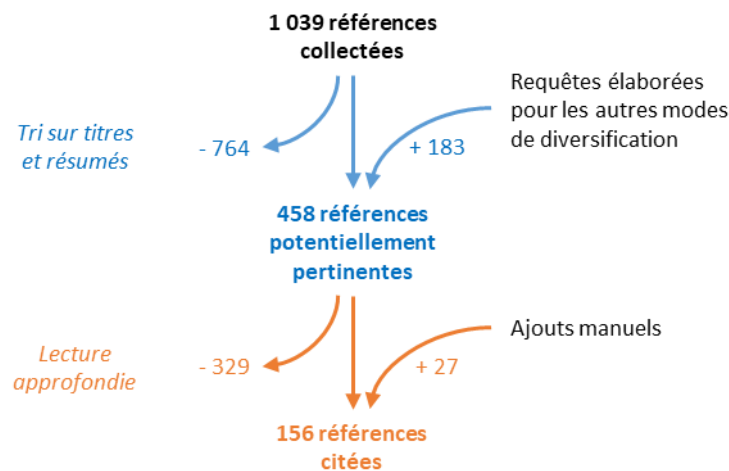 1 039 références
collectées
Requêtes élaborées
pour les autres modes
de diversification
Tri sur titres
et résumés
- 764
+ 183
458 références
potentiellement
pertinentes
Ajouts manuels
Lecture
approfondie
- 329
+ 27
156 références
citées